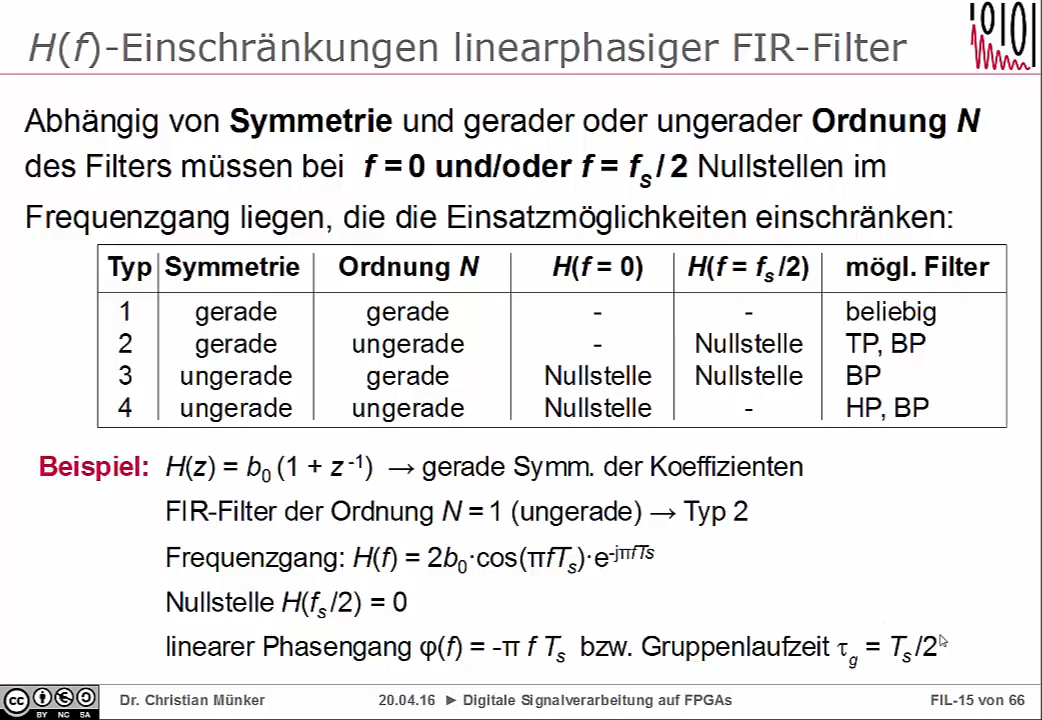 H(f)-Einschränkungen linearphasiger FIR-Filter
Abhängig von Symmetrie und gerader oder ungerader Ordnung N
des Filters müssen bei f = 0 und/oder f = fs / 2 Nullstellen im
Frequenzgang liegen, die die Einsatzmöglichkeiten einschränken:
Typ Symmetrie Ordnung N H(f = 0) H(f = fs /2) mögl. Filter
1 gerade gerade - - beliebig
2 gerade ungerade - Nullstelle TP, BP
3 ungerade gerade Nullstelle Nullstelle BP
4 ungerade ungerade Nullstelle - HP, BP
Beispiel: H(z) = b0 (1 + z-1) → gerade Symm. der Koeffizienten
FIR-Filter der Ordnung N = 1 (ungerade) → Typ 2
Frequenzgang: H(f) = 2b0·cos(πfTs)·e-jπfTs
Nullstelle H(fs /2) = 0
linearer Phasengang φ(f) = -π f Ts bzw. Gruppenlaufzeit τg = Ts /2
cc BY NC SA Dr. Christian Münker 20.04.16 ► Digitale Signalverarbeitung auf FPGAs FIL-15 von 66